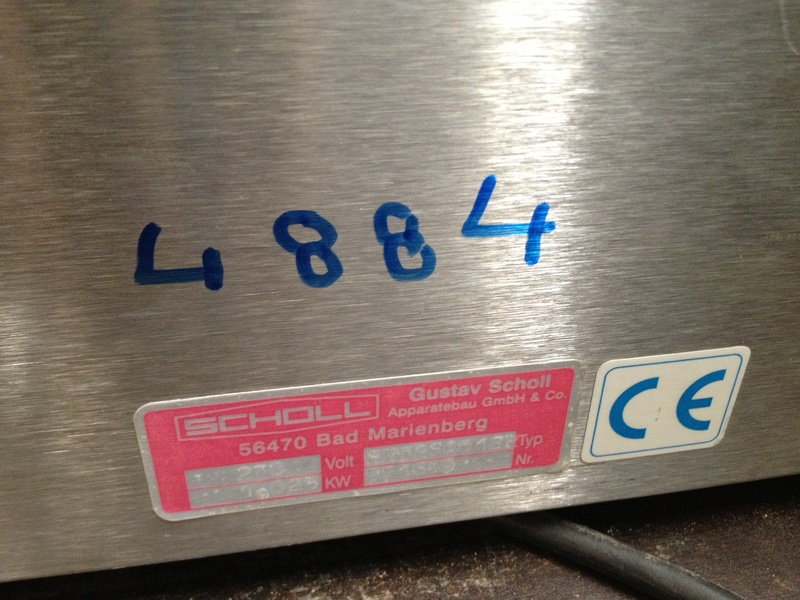 4884
SCHOLL
Gustav Scholl
Apparatebau GmbH & Co.
56470 Bad Marienberg
Volt
Typ
KW
Nr.
CE